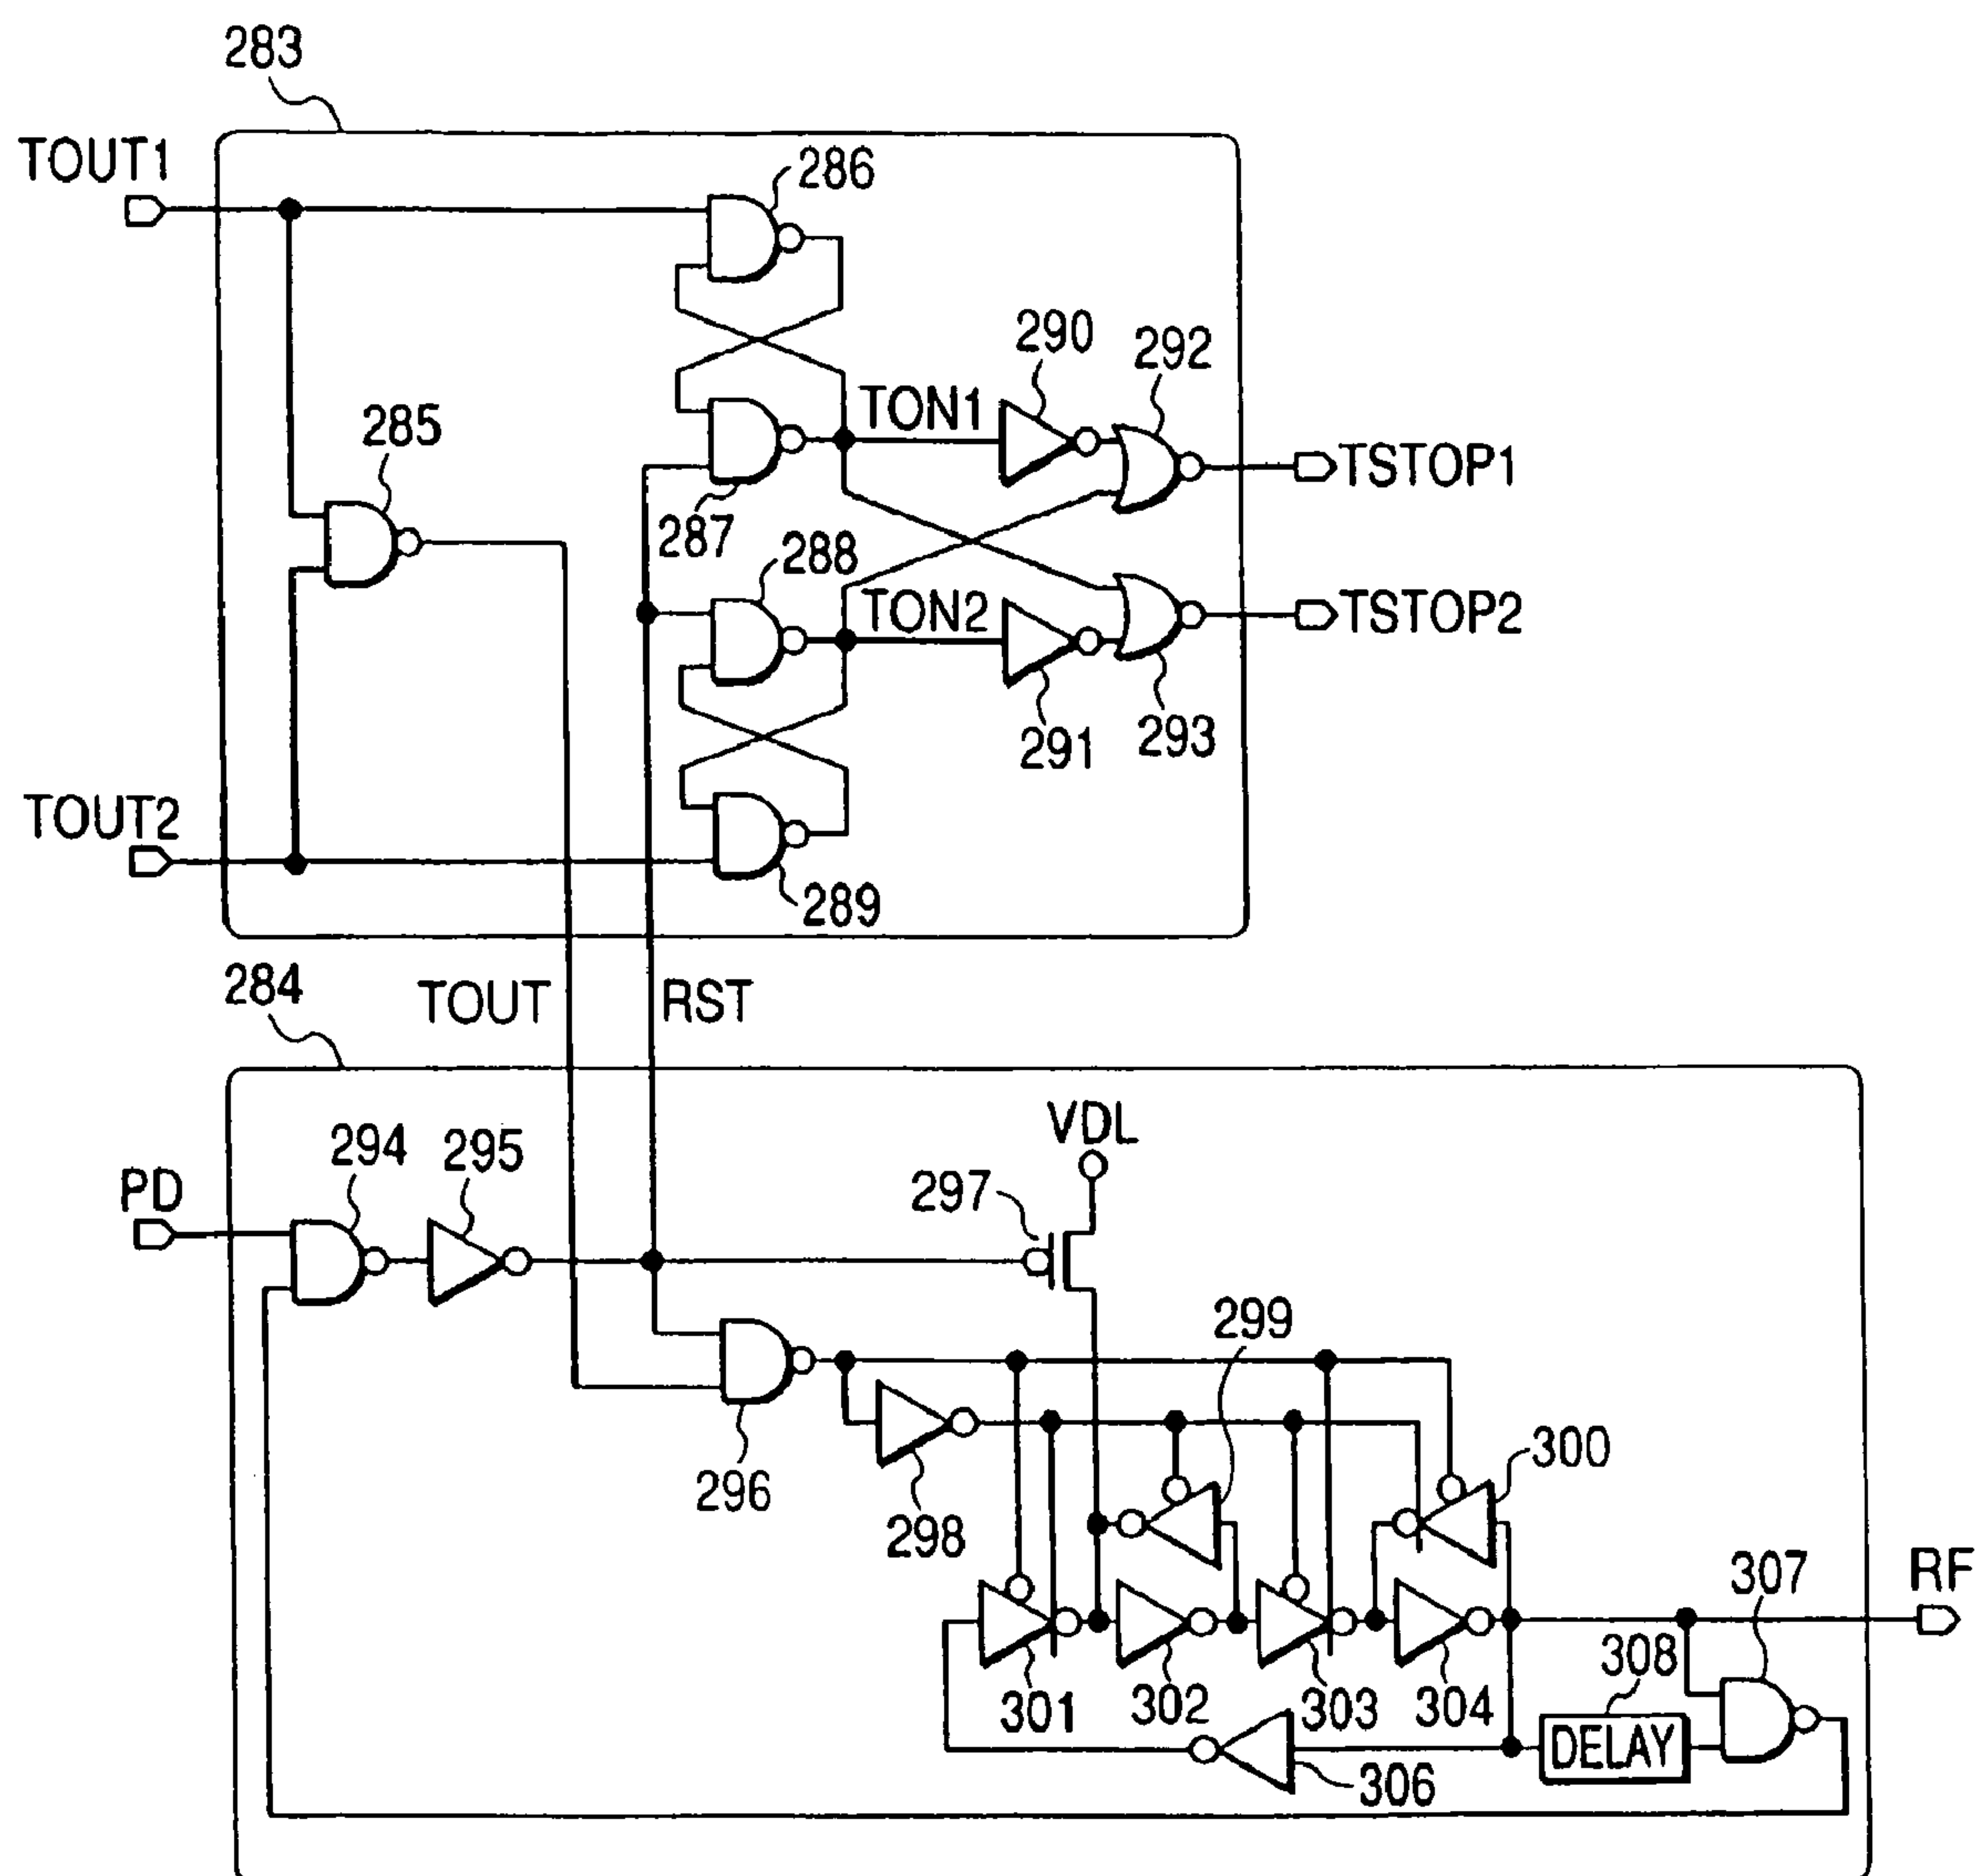 283
TOUT1
286
290
292
TON1
285
TSTOP1
287
288
TON2
TSTOP2
291
293
TOUT2
289
284
TOUT
RST
VDL
294
295
297
PD
299
300
296
298
307
RF
308
301
302
303
304
DELAY
306